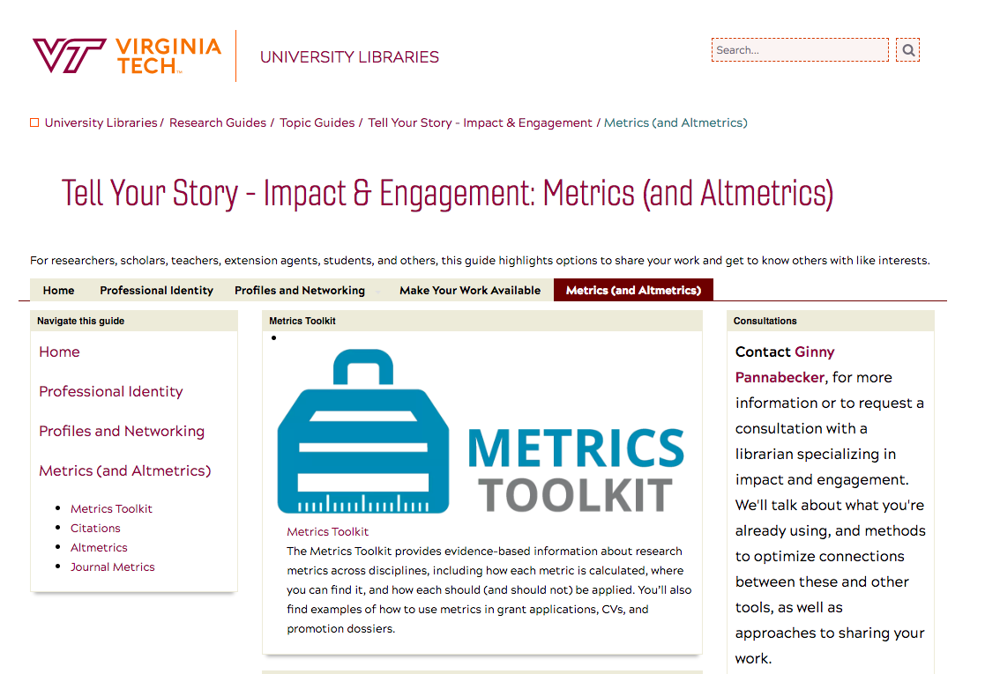 VT VIRGINIA TECH™
UNIVERSITY LIBRARIES
Search...
University Libraries / Research Guides / Topic Guides / Tell Your Story - Impact & Engagement / Metrics (and Altmetrics)
Tell Your Story - Impact & Engagement: Metrics (and Altmetrics)
For researchers, scholars, teachers, extension agents, students, and others, this guide highlights options to share your work and get to know others with like interests.
Home Professional Identity Profiles and Networking Make Your Work Available Metrics (and Altmetrics)
Navigate this guide
Home
Professional Identity
Profiles and Networking
Metrics (and Altmetrics)
• Metrics Toolkit
• Citations
• Altmetrics
• Journal Metrics
Metrics Toolkit
METRICS
TOOLKIT
Metrics Toolkit
The Metrics Toolkit provides evidence-based information about research
metrics across disciplines, including how each metric is calculated, where
you can find it, and how each should (and should not) be applied. You'll also
find examples of how to use metrics in grant applications, CVs, and
promotion dossiers.
Consultations
Contact Ginny
Pannabecker, for more
information or to request a
consultation with a
librarian specializing in
impact and engagement.
We'll talk about what you're
already using, and methods
to optimize connections
between these and other
tools, as well as
approaches to sharing your
work.